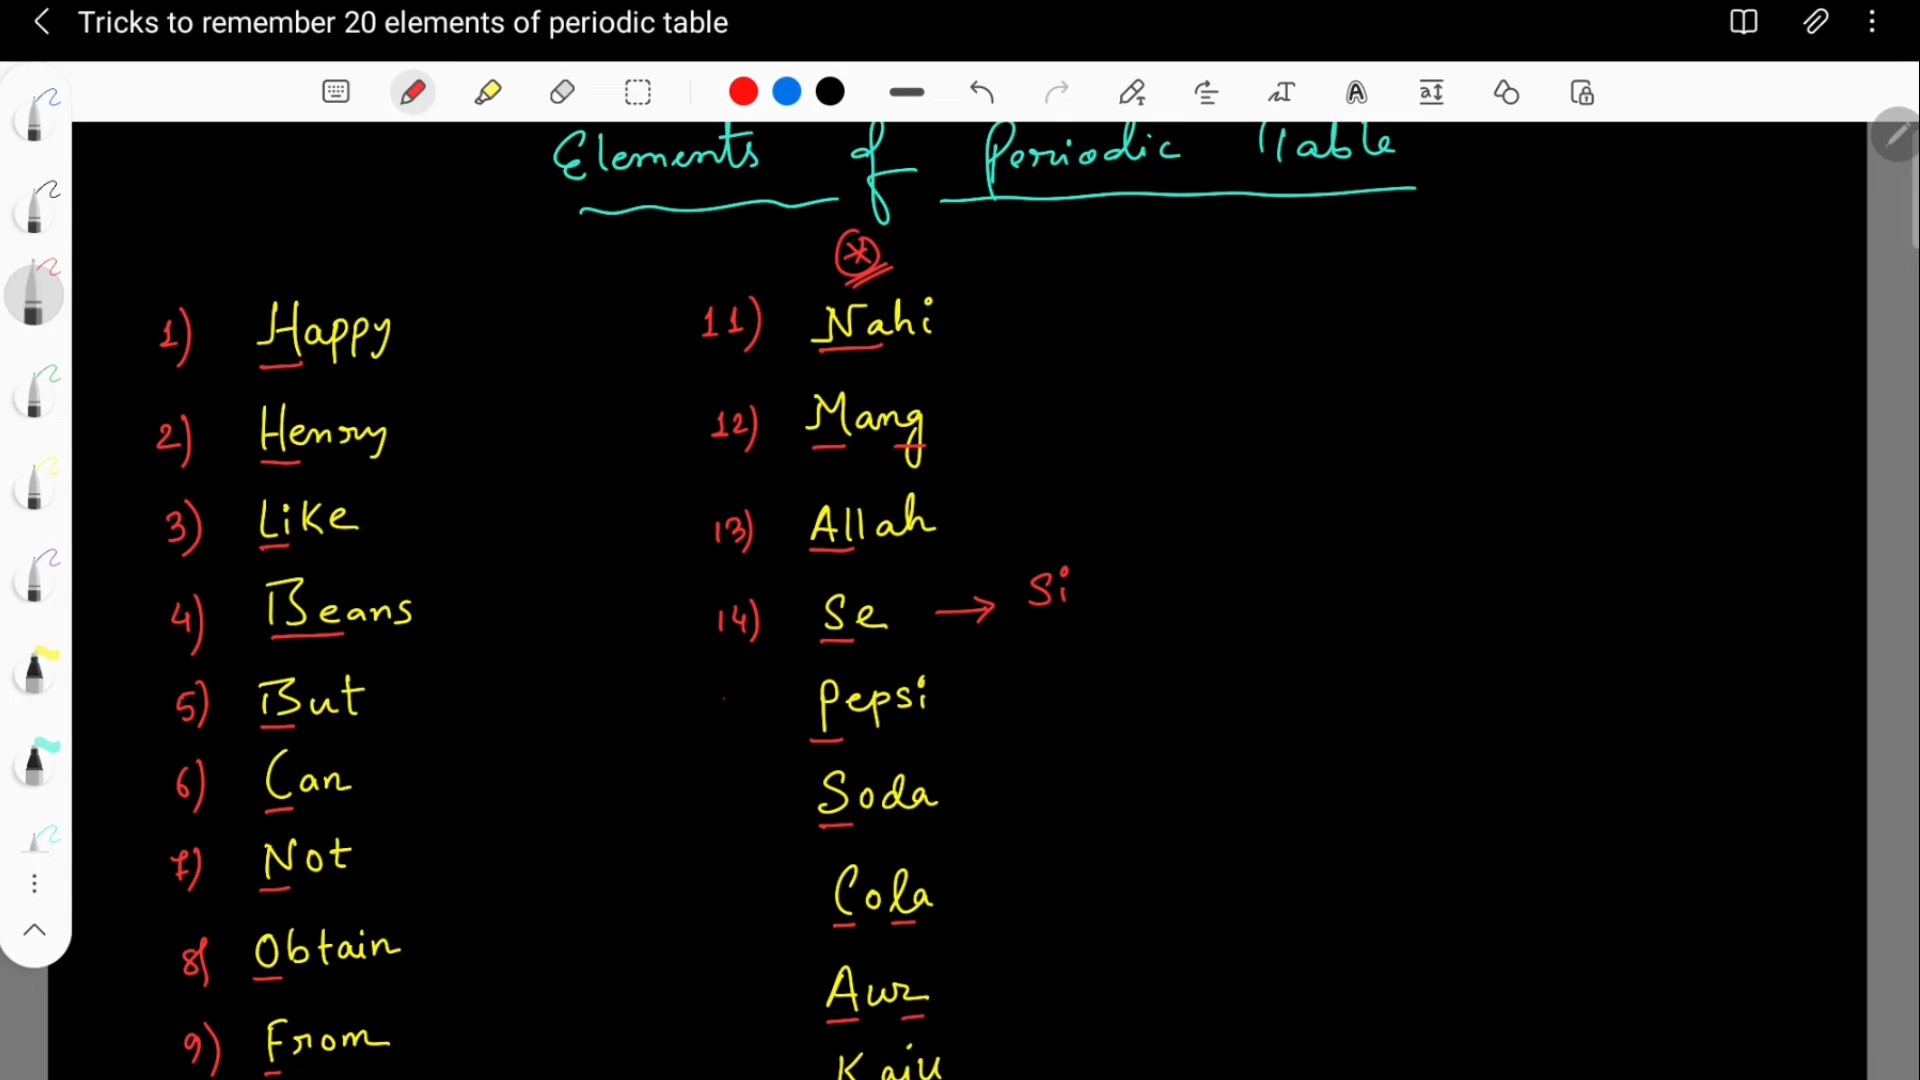 Tricks to remember 20 elements of periodic table
Elements of Periodic Table
1) Happy
2) Henry
3) Like
4) Beans
5) But
6) Can
7) Not
8) Obtain
9) From
11) Nahi
12) Mang
13) Allah
14) Se → Si
Pepsi
Soda
Cola
Aur
Kaju